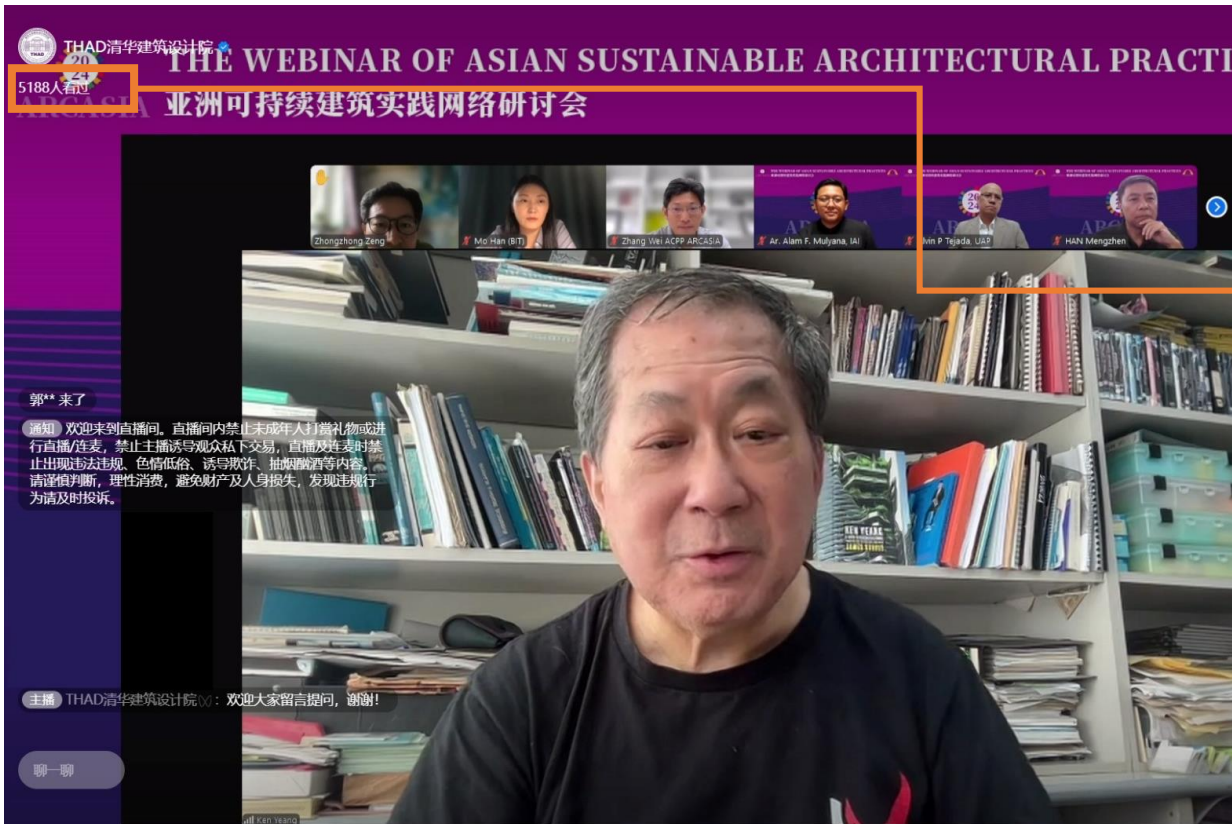 THAD清华建筑设计院
5188人看过
THE WEBINAR OF ASIAN SUSTAINABLE ARCHITECTURAL PRACTI
亚洲可持续建筑实践网络研讨会
2024
ARCASIA
Zhongzhong Zeng
Mo Han (BIT)
Zhang Wei ACPP ARCASIA
Ar. Alam F. Mulyana, IAI
lvin P Tejada, UAP
HAN Mengzhen
郭** 来了
通知 欢迎来到直播间。直播间内禁止未成年人打赏礼物或进
行直播/连麦，禁止主播诱导观众私下交易，直播及连麦时禁
止出现违法违规、色情低俗、诱导欺诈、抽烟酗酒等内容。
请谨慎判断，理性消费，避免财产及人身损失，发现违规行
为请及时投诉。
KEN YEANG
主播 THAD清华建筑设计院：欢迎大家留言提问，谢谢！
聊一聊
Ken Yeang